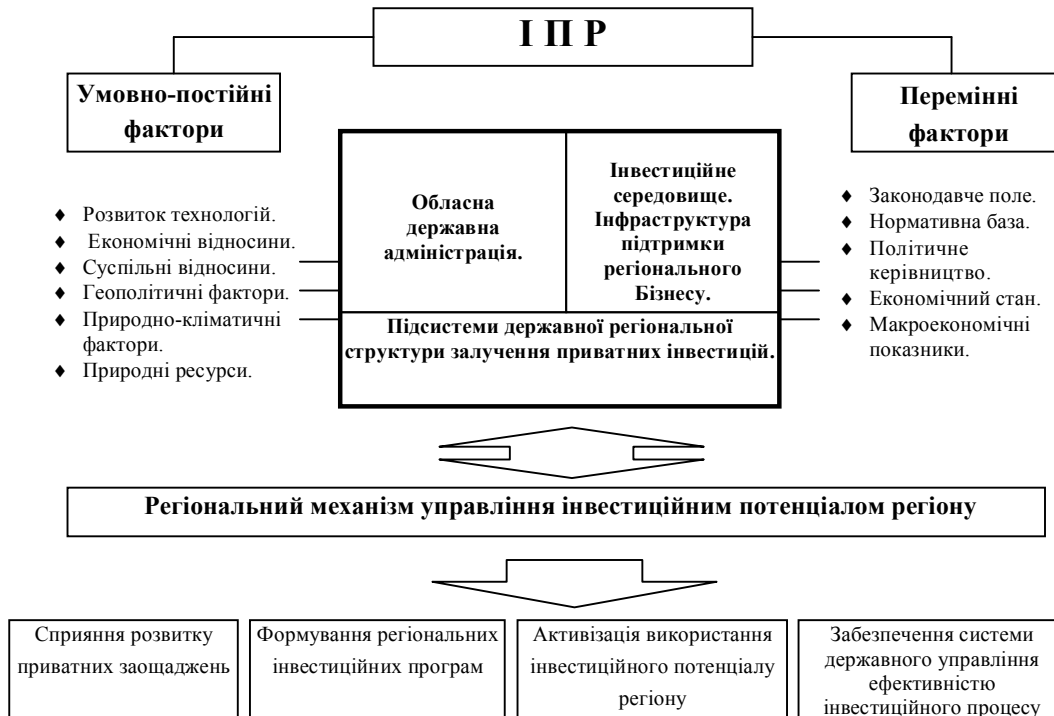 І П Р
Умовно-постійні
фактори
Перемінні
фактори
♦ Розвиток технологій.
♦ Економічні відносини.
♦ Суспільні відносини.
♦ Геополітичні фактори.
♦ Природно-кліматичні
фактори.
♦ Природні ресурси.
Обласна
державна
адміністрація.
Інвестиційне
середовище.
Інфраструктура
підтримки
регіонального
Бізнесу.
Підсистеми державної регіональної
структури залучення приватних інвестицій.
♦ Законодавче поле.
♦ Нормативна база.
♦ Політичне
керівництво.
♦ Економічний стан.
♦ Макроекономічні
показники.
Регіональний механізм управління інвестиційним потенціалом регіону
Сприяння розвитку
приватних заощаджень
Формування регіональних
інвестиційних програм
Активізація використання
інвестиційного потенціалу
регіону
Забезпечення системи
державного управління
ефективністю
інвестиційного процесу